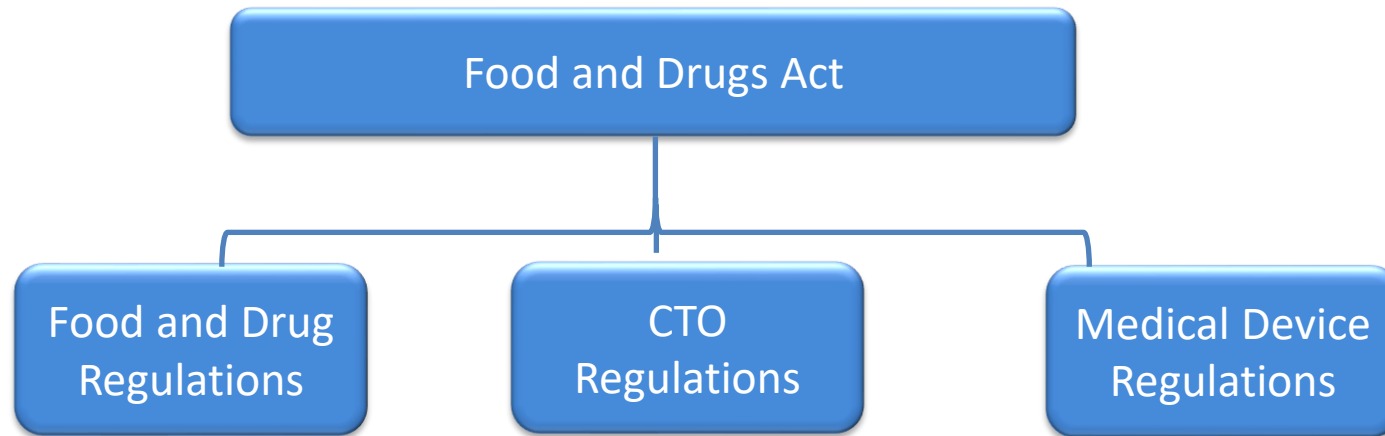 Food and Drugs Act
Food and Drug
Regulations
CTO
Regulations
Medical Device
Regulations